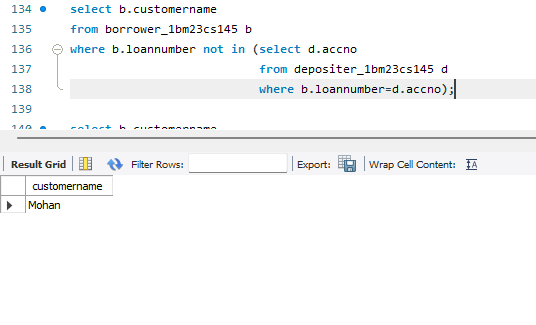 134 select b.customername
135 from borrower_1bm23cs145 b
136 where b.loannumber not in (select d.accno
137 from depositer_1bm23cs145 d
138 where b.loannumber=d.accno);
139
140 select b.customername
Result Grid Filter Rows: Export: Wrap Cell Content: IA
customername
Mohan